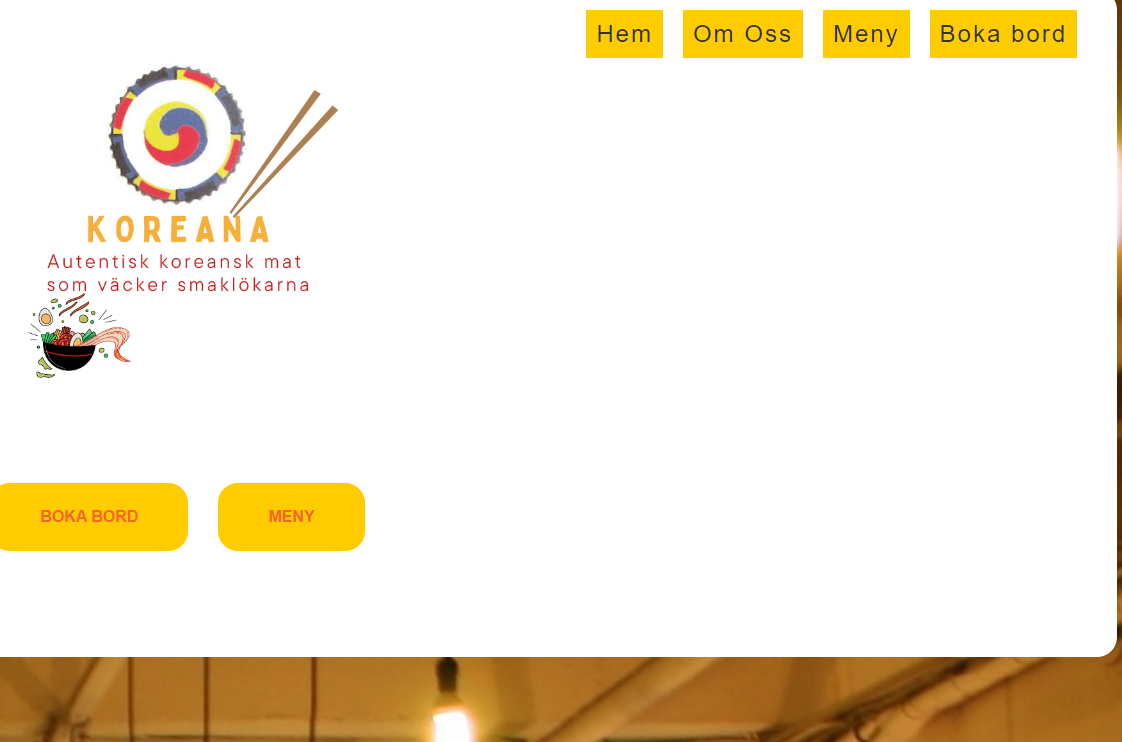 Hem
Om Oss
Meny
Boka bord
KOREANA
Autentisk koreansk mat
som väcker smaklökarna
BOKA BORD
MENY